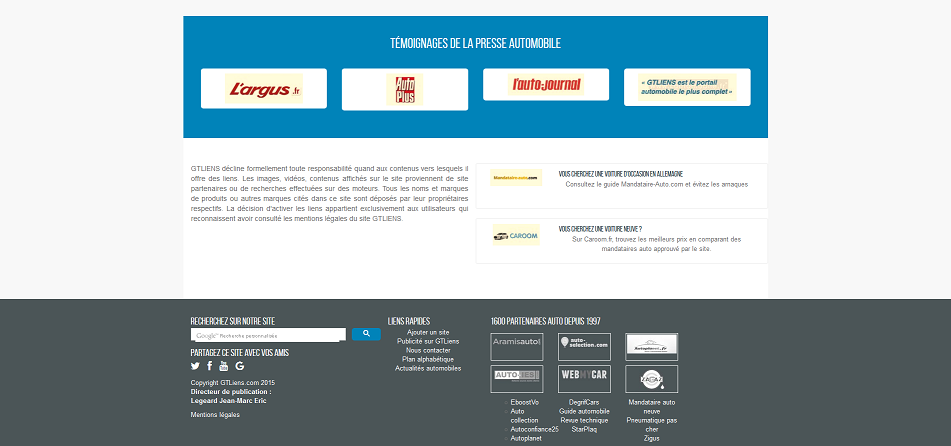 TÉMOIGNAGES DE LA PRESSE AUTOMOBILE
L'argus.fr
Auto
Plus
l'auto-journal
« GTLIENS est le portail
automobile le plus complet »
GTLIENS décline formellement toute responsabilité quand aux contenus vers lesquels il
offre des liens. Les images, vidéos, contenus affichés sur le site proviennent de site
partenaires ou de recherches effectuées sur des moteurs. Tous les noms et marques
de produits ou autres marques cités dans ce site sont déposés par leur propriétaires
respectifs. La décision d'activer les liens appartient exclusivement aux utilisateurs qui
reconnaissent avoir consulté les mentions légales du site GTLIENS.
Mandataire-auto.com
VOUS CHERCHEZ UNE VOITURE D'OCCASION EN ALLEMAGNE
Consultez le guide Mandataire-Auto.com et évitez les arnaques
CAROOM
VOUS CHERCHEZ UNE VOITURE NEUVE ?
Sur Caroom.fr, trouvez les meilleurs prix en comparant des
mandataires auto approuvé par le site.
RECHERCHEZ SUR NOTRE SITE
Google Recherche personnalisée
PARTAGEZ CE SITE AVEC VOS AMIS
Copyright GTLiens.com 2015
Directeur de publication :
Legeard Jean-Marc Eric
Mentions légales
LIENS RAPIDES
Ajouter un site
Publicité sur GTLiens
Nous contacter
Plan alphabétique
Actualités automobiles
1600 PARTENAIRES AUTO DEPUIS 1997
Aramisauto!
auto-
selection.com
AUTO-IES
WEBMYCAR
EboostVo
Auto
collection
Autoconfiance25
Autoplanet
DegrifCars
Guide automobile
Revue technique
StarPlaq
Mandataire auto
neuve
Pneumatique pas
cher
Zigus